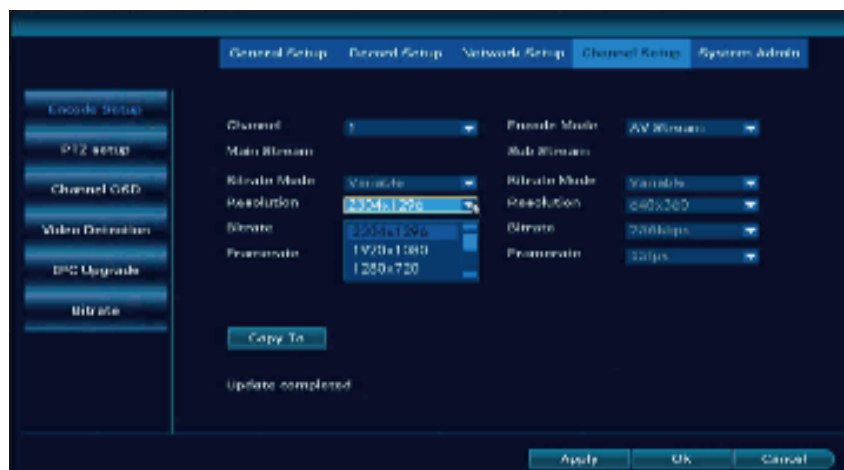 General Setup Record Setup Network Setup Channel Setup System Admin
Encode Setup
PTZ setup
Channel OSD
Video Detection
IPC Upgrade
Bitrate
Channel 1 Encode Mode AV Stream
Main Stream Sub Stream
Bitrate Mode Variable Bitrate Mode Variable
Resolution 2304x1296 Resolution 640x360
Bitrate 2304x1296 Bitrate
1920x1080
Framerate Framerate
1280x720
Copy To
Update completed
Apply Ok Cancel